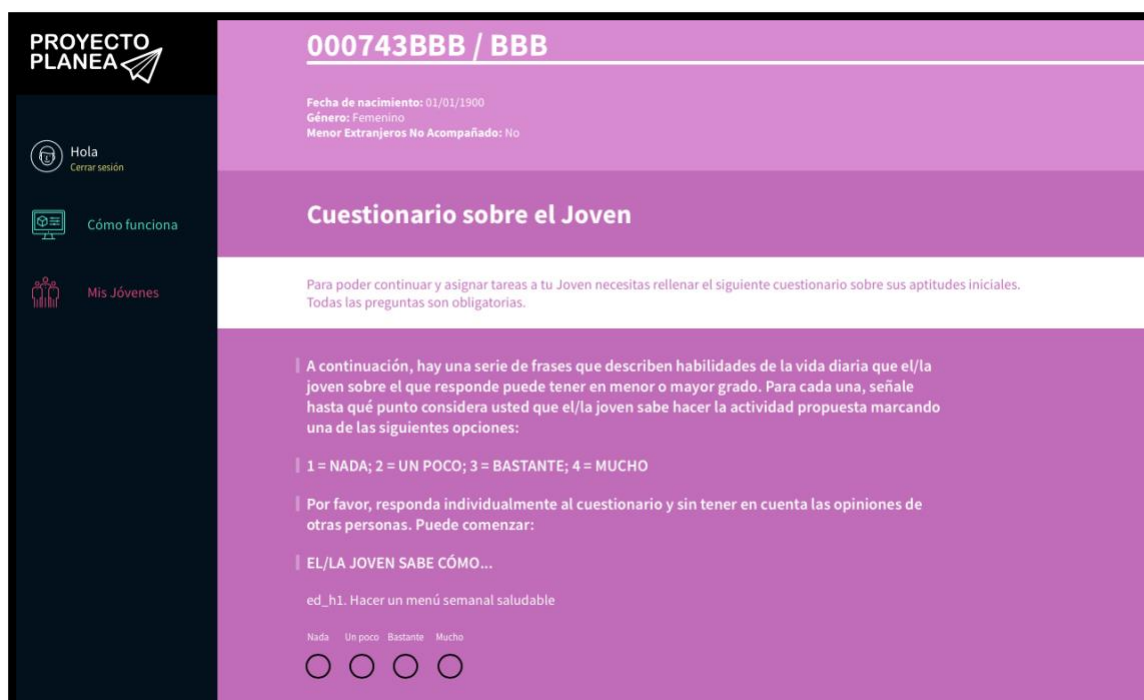 PROYECTO
PLANEA
Hola
Cerrar sesión
Cómo funciona
Mis Jóvenes
000743BBB / BBB
Fecha de nacimiento: 01/01/1900
Género: Femenino
Menor Extranjeros No Acompañado: No
Cuestionario sobre el Joven
Para poder continuar y asignar tareas a tu Joven necesitas rellenar el siguiente cuestionario sobre sus aptitudes iniciales.
Todas las preguntas son obligatorias.
A continuación, hay una serie de frases que describen habilidades de la vida diaria que el/la
joven sobre el que responde puede tener en menor o mayor grado. Para cada una, señale
hasta qué punto considera usted que el/la joven sabe hacer la actividad propuesta marcando
una de las siguientes opciones:
1 = NADA; 2 = UN POCO; 3 = BASTANTE; 4 = MUCHO
Por favor, responda individualmente al cuestionario y sin tener en cuenta las opiniones de
otras personas. Puede comenzar:
EL/LA JOVEN SABE CÓMO...
ed_h1. Hacer un menú semanal saludable
Nada Un poco Bastante Mucho